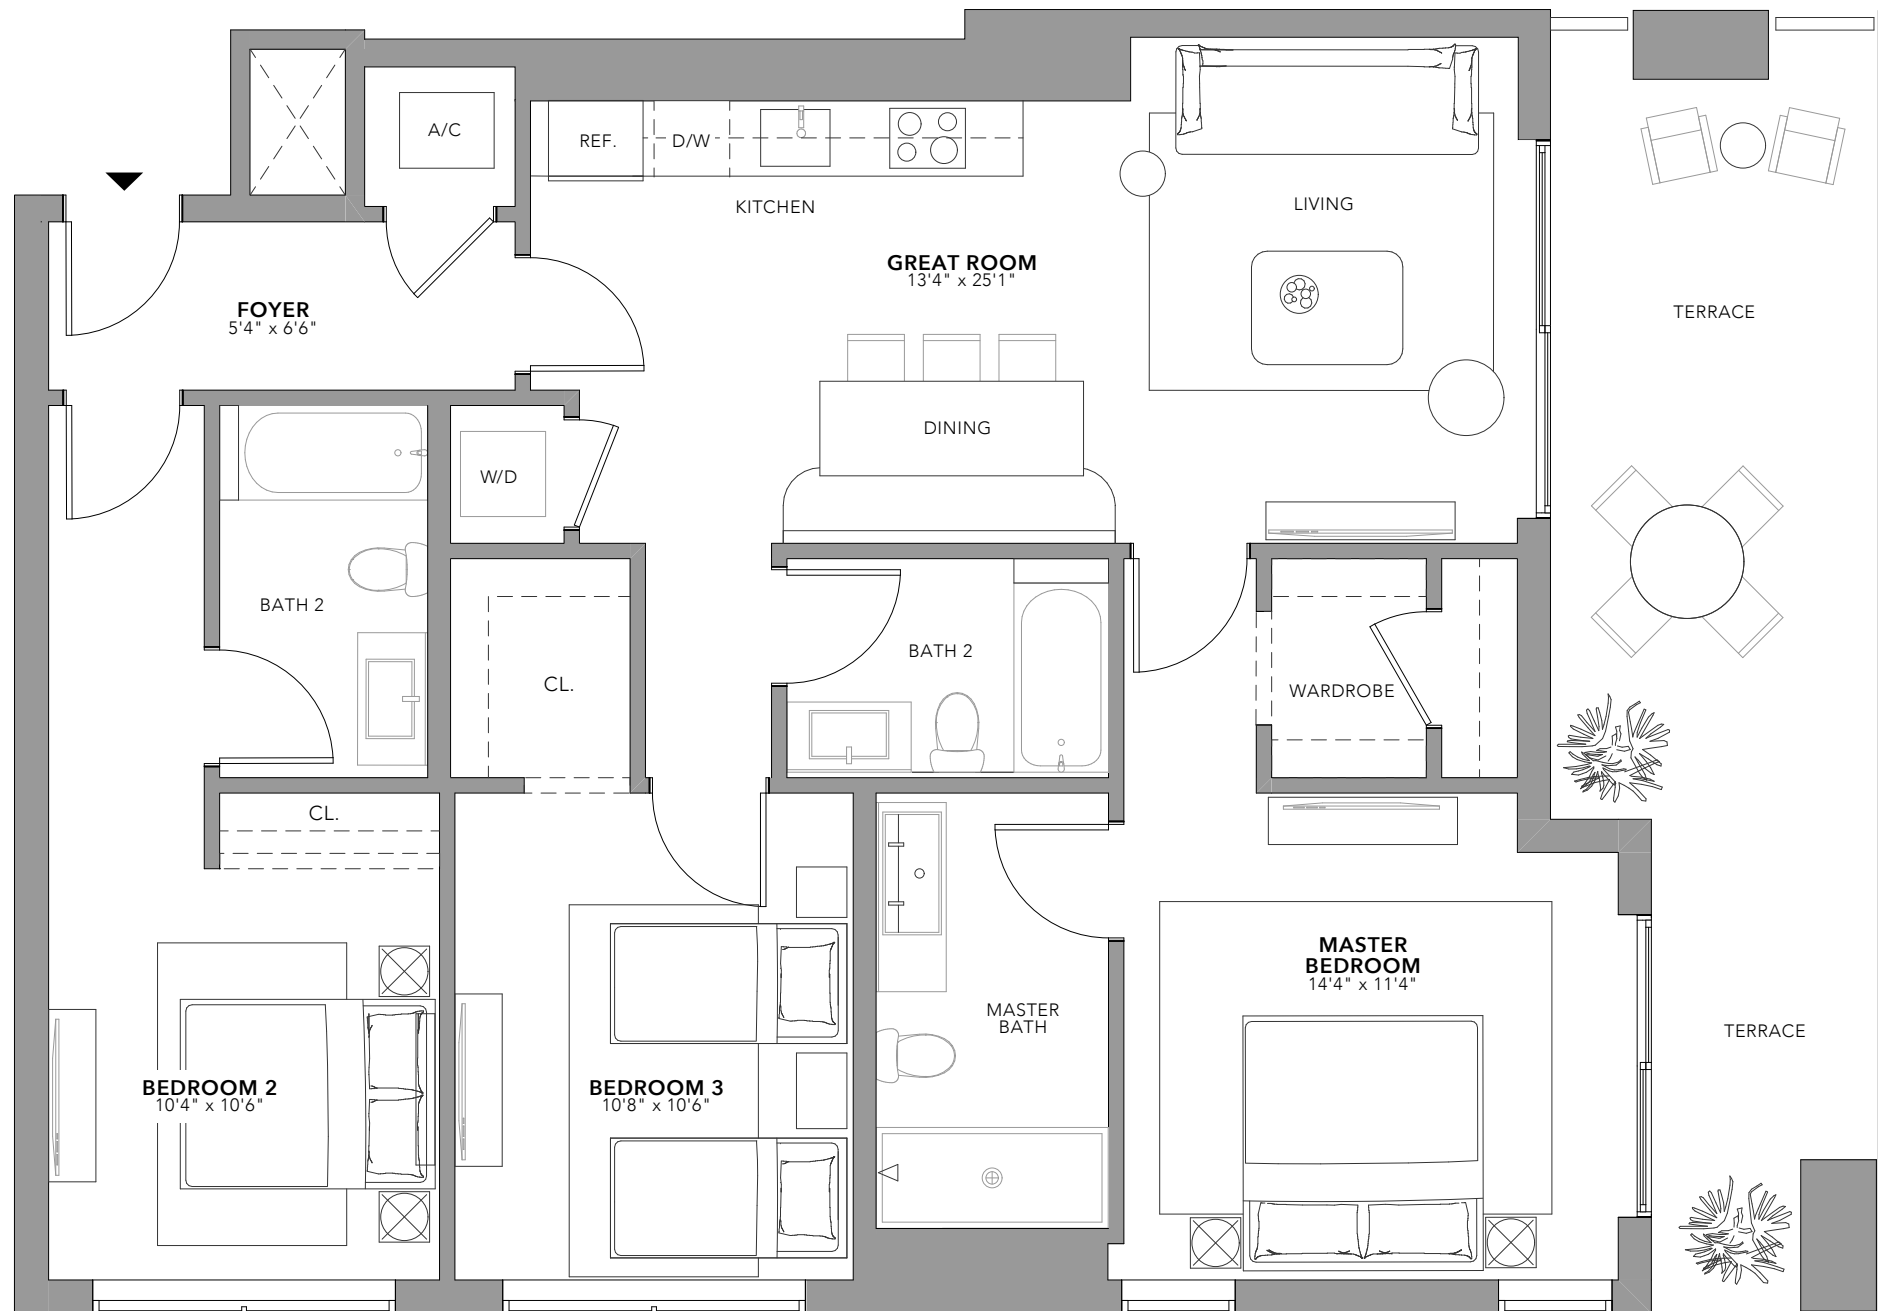 A/C
REF.
D/W
KITCHEN
LIVING
GREAT ROOM
13'4" x 25'1"
FOYER
5'4" x 6'6"
TERRACE
DINING
W/D
BATH 2
BATH 2
CL.
WARDROBE
CL.
MASTER
BEDROOM
14'4" x 11'4"
MASTER
BATH
TERRACE
BEDROOM 2
10'4" x 10'6"
BEDROOM 3
10'8" x 10'6"